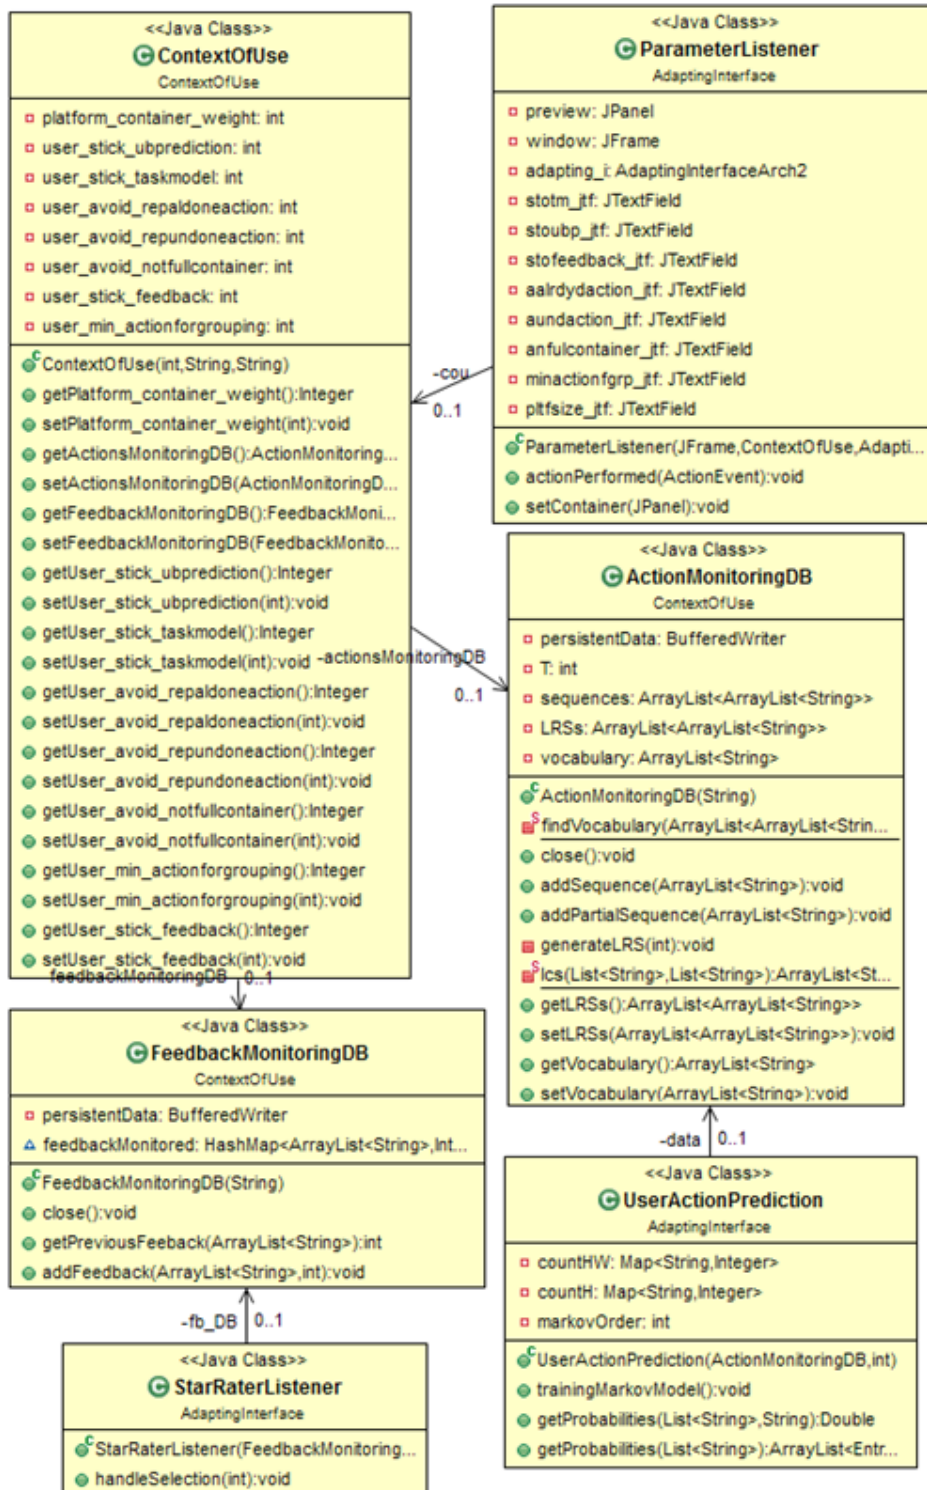 <<Java Class>>
ContextOfUse
ContextOfUse
platform_container_weight: int
user_stick_ubprediction: int
user_stick_taskmodel: int
user_avoid_repaldoneaction: int
user_avoid_repundoneaction: int
user_avoid_notfullcontainer: int
user_stick_feedback: int
user_min_actionforgrouping: int
ContextOfUse(int,String,String)
getPlatform_container_weight():Integer
setPlatform_container_weight(int):void
getActionsMonitoringDB():ActionMonitoring...
setActionsMonitoringDB(ActionMonitoringD...
getFeedbackMonitoringDB():FeedbackMoni...
setFeedbackMonitoringDB(FeedbackMonito...
getUser_stick_ubprediction():Integer
setUser_stick_ubprediction(int):void
getUser_stick_taskmodel():Integer
setUser_stick_taskmodel(int):void
getUser_avoid_repaldoneaction():Integer
setUser_avoid_repaldoneaction(int):void
getUser_avoid_repundoneaction():Integer
setUser_avoid_repundoneaction(int):void
getUser_avoid_notfullcontainer():Integer
setUser_avoid_notfullcontainer(int):void
getUser_min_actionforgrouping():Integer
setUser_min_actionforgrouping(int):void
getUser_stick_feedback():Integer
setUser_stick_feedback(int):void
<<Java Class>>
ParameterListener
AdaptingInterface
preview: JPanel
window: JFrame
adapting_i: AdaptingInterfaceArch2
stotm_jtf: JTextField
stoubp_jtf: JTextField
stofeedback_jtf: JTextField
aalrdydaction_jtf: JTextField
aundaction_jtf: JTextField
anfulcontainer_jtf: JTextField
minactionfgrp_jtf: JTextField
pltfsize_jtf: JTextField
ParameterListener(JFrame,ContextOfUse,Adapti...
actionPerformed(ActionEvent):void
setContainer(JPanel):void
-cou
0..1
-actionsMonitoringDB
0..1
<<Java Class>>
ActionMonitoringDB
ContextOfUse
persistentData: BufferedWriter
T: int
sequences: ArrayList<ArrayList<String>>
LRSs: ArrayList<ArrayList<String>>
vocabulary: ArrayList<String>
ActionMonitoringDB(String)
findVocabulary(ArrayList<ArrayList<Strin...
close():void
addSequence(ArrayList<String>):void
addPartialSequence(ArrayList<String>):void
generateLRS(int):void
lcs(List<String>,List<String>):ArrayList<St...
getLRSs():ArrayList<ArrayList<String>>
setLRSs(ArrayList<ArrayList<String>>):void
getVocabulary():ArrayList<String>
setVocabulary(ArrayList<String>):void
feedbackMonitoringDB 0..1
<<Java Class>>
FeedbackMonitoringDB
ContextOfUse
persistentData: BufferedWriter
feedbackMonitored: HashMap<ArrayList<String>,Int...
FeedbackMonitoringDB(String)
close():void
getPreviousFeeback(ArrayList<String>):int
addFeedback(ArrayList<String>,int):void
-data 0..1
<<Java Class>>
UserActionPrediction
AdaptingInterface
countHW: Map<String,Integer>
countH: Map<String,Integer>
markovOrder: int
UserActionPrediction(ActionMonitoringDB,int)
trainingMarkovModel():void
getProbabilities(List<String>,String):Double
getProbabilities(List<String>):ArrayList<Entr...
-fb_DB 0..1
<<Java Class>>
StarRaterListener
AdaptingInterface
StarRaterListener(FeedbackMonitoring...
handleSelection(int):void